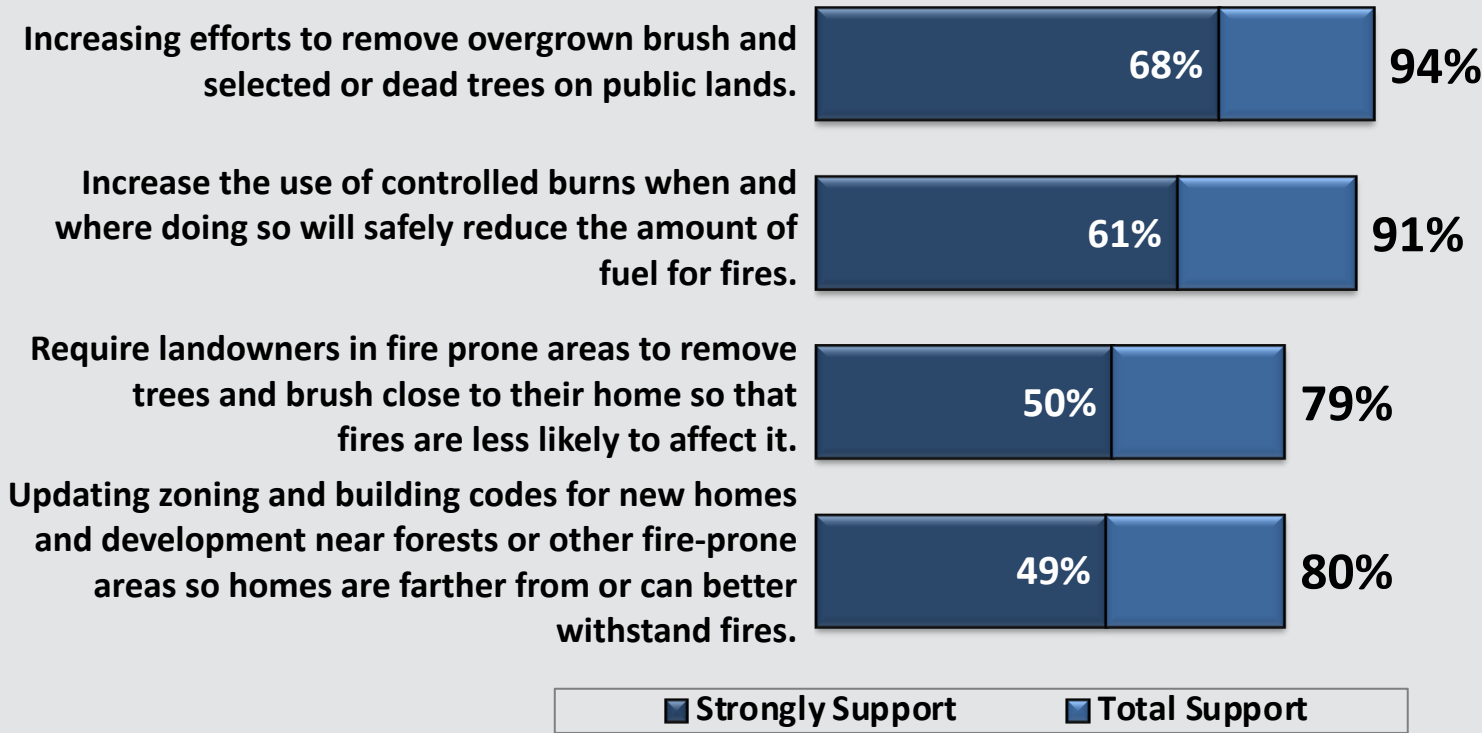 Increasing efforts to remove overgrown brush and
selected or dead trees on public lands.
68%
94%
Increase the use of controlled burns when and
where doing so will safely reduce the amount of
fuel for fires.
61%
91%
Require landowners in fire prone areas to remove
trees and brush close to their home so that
fires are less likely to affect it.
50%
79%
Updating zoning and building codes for new homes
and development near forests or other fire-prone
areas so homes are farther from or can better
withstand fires.
49%
80%
Strongly Support
Total Support